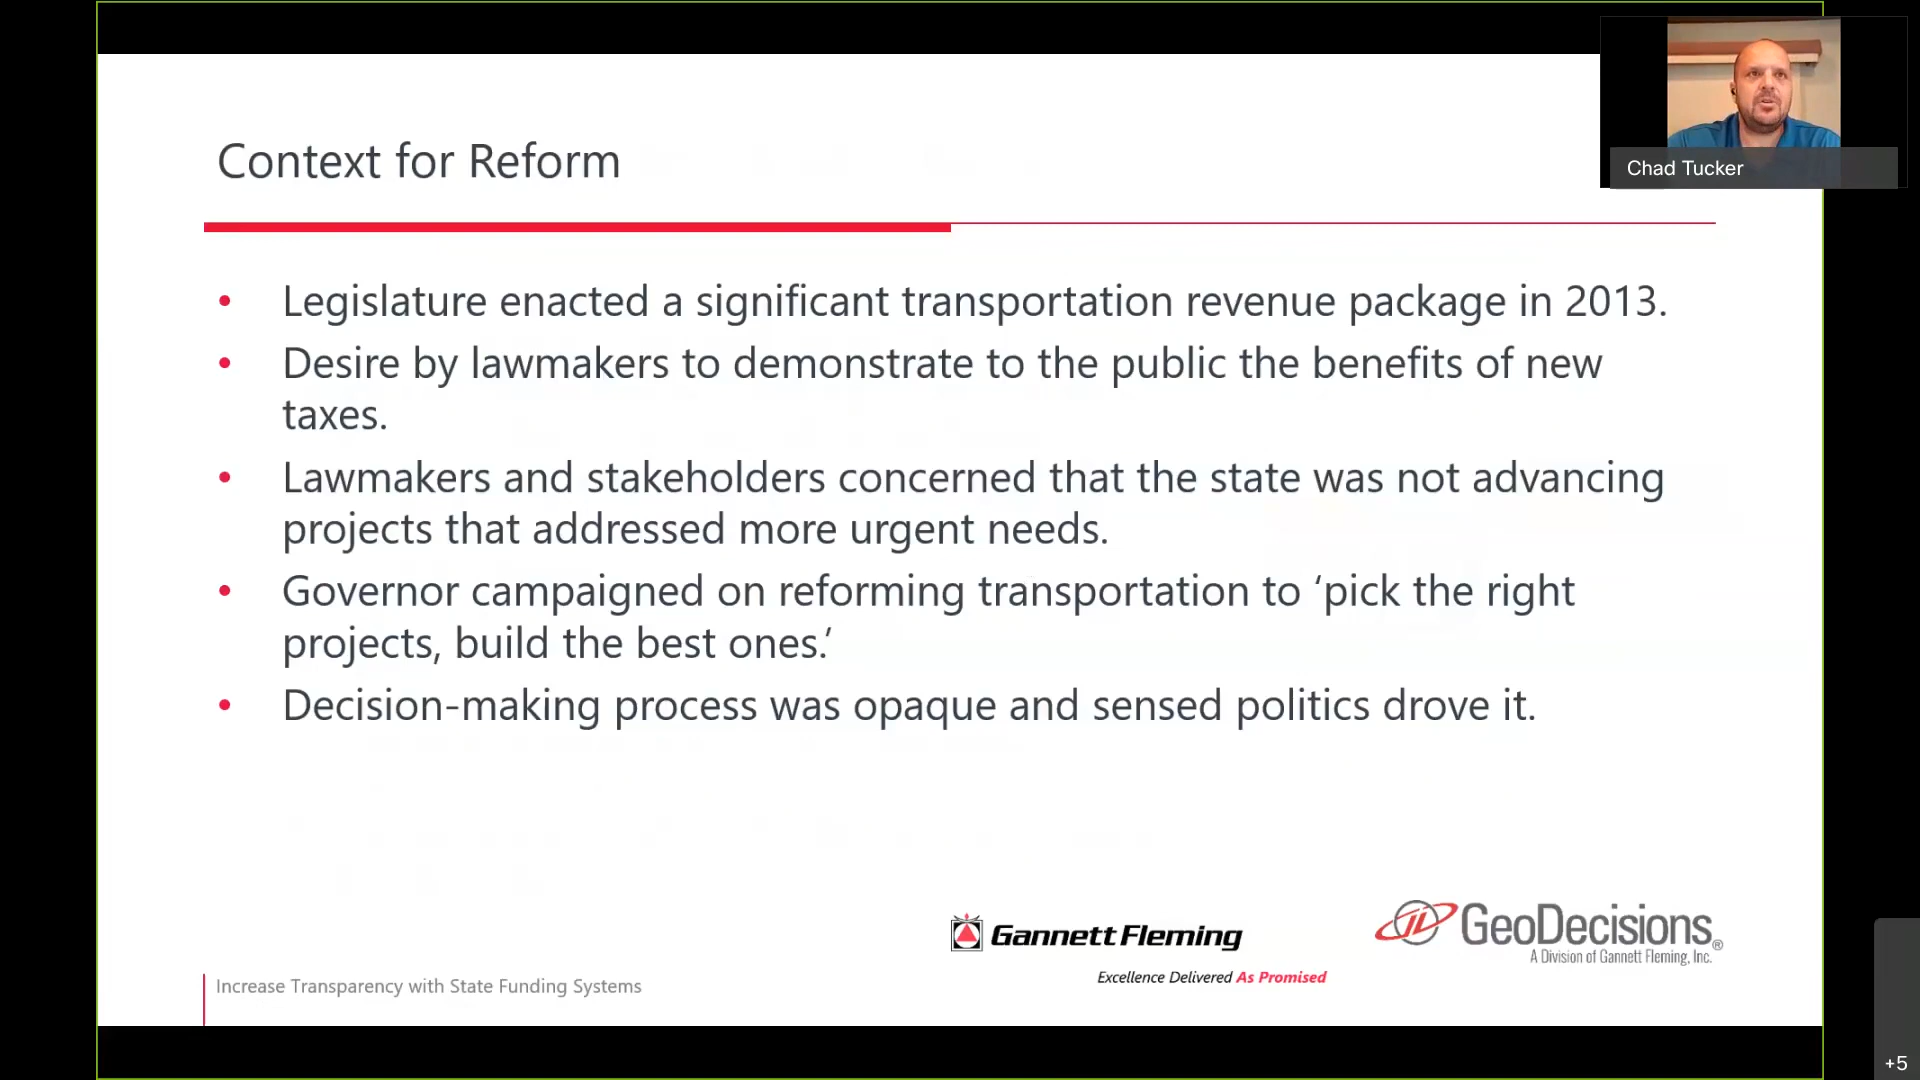 Chad Tucker
Context for Reform
• Legislature enacted a significant transportation revenue package in 2013.
• Desire by lawmakers to demonstrate to the public the benefits of new
taxes.
• Lawmakers and stakeholders concerned that the state was not advancing
projects that addressed more urgent needs.
• Governor campaigned on reforming transportation to ‘pick the right
projects, build the best ones.’
• Decision-making process was opaque and sensed politics drove it.
Gannett Fleming
Excellence Delivered As Promised
GeoDecisions®
A Division of Gannett Fleming, Inc.
Increase Transparency with State Funding Systems
+5